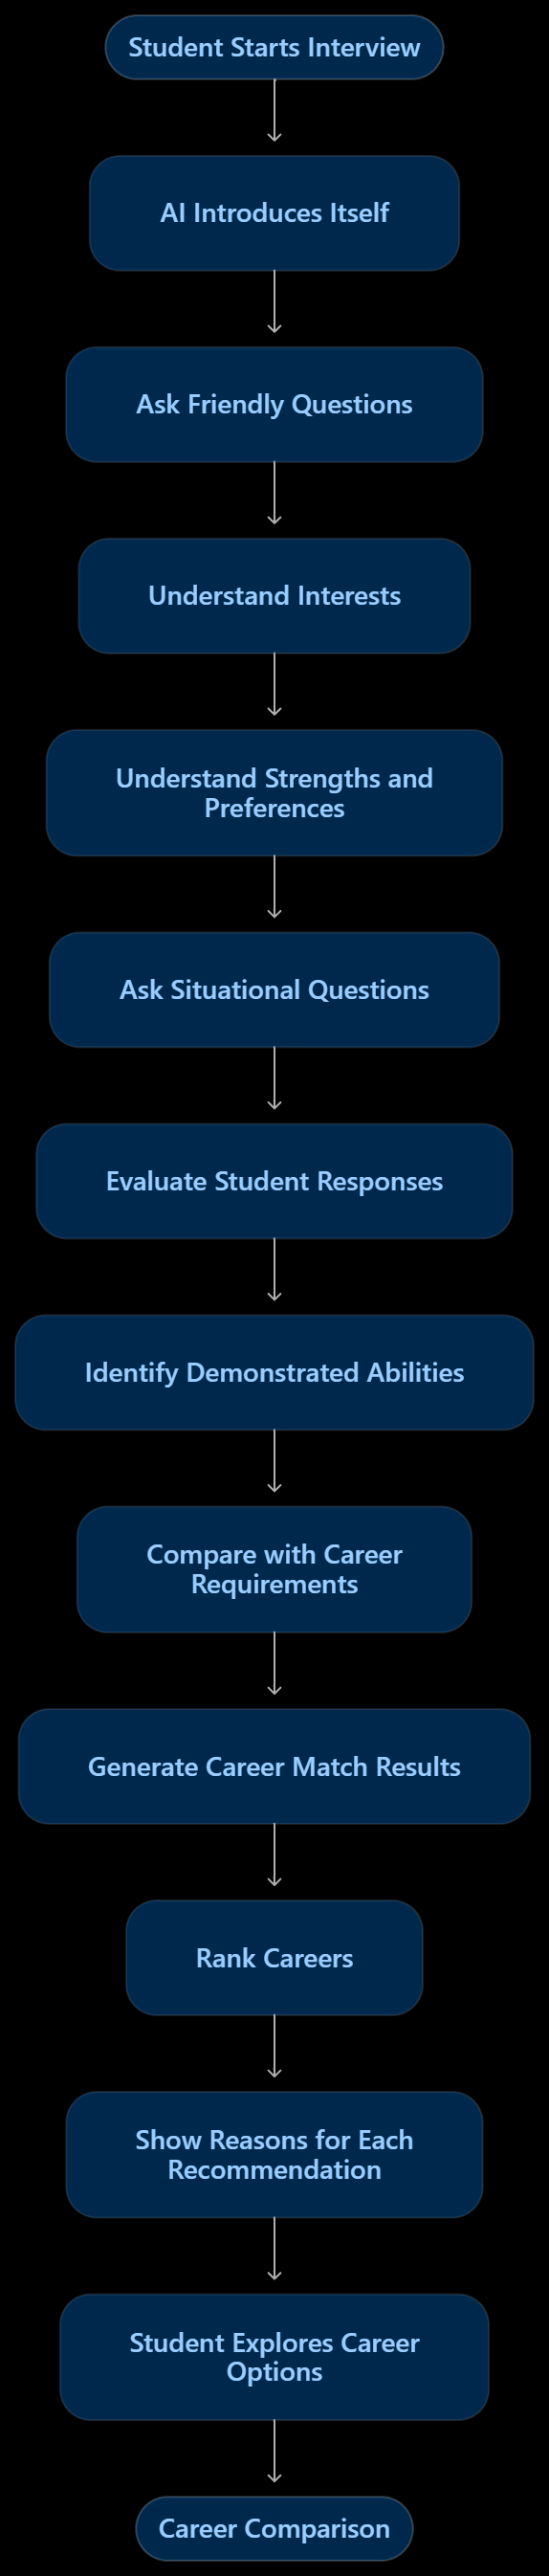 Student Starts Interview
AI Introduces Itself
Ask Friendly Questions
Understand Interests
Understand Strengths and
Preferences
Ask Situational Questions
Evaluate Student Responses
Identify Demonstrated Abilities
Compare with Career
Requirements
Generate Career Match Results
Rank Careers
Show Reasons for Each
Recommendation
Student Explores Career
Options
Career Comparison